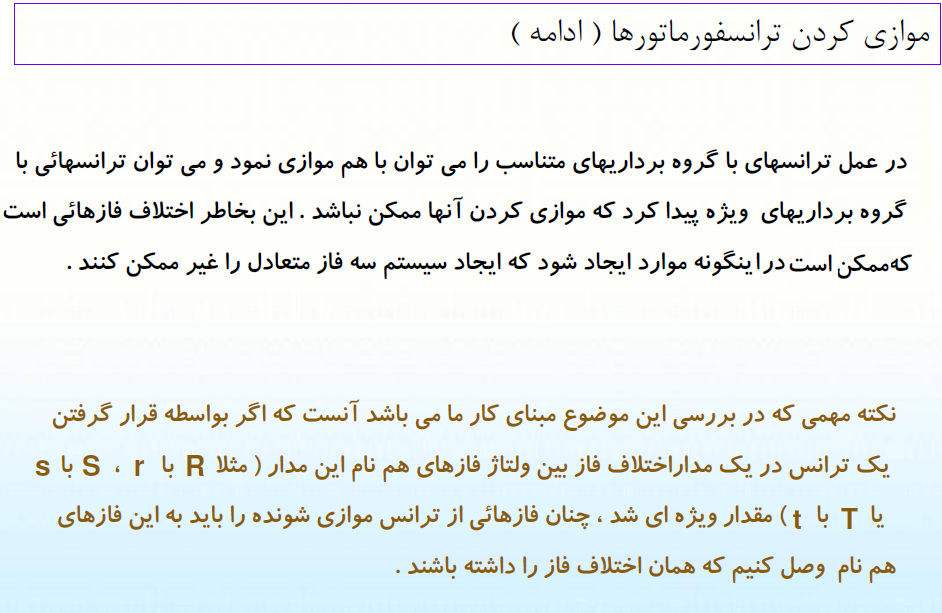 موازی کردن ترانسفورماتورها ( ادامه )
در عمل ترانسهای با گروه برداریهای متناسب را می توان با هم موازی نمود و می توان ترانسهائی با
گروه برداریهای ویژه پیدا کرد که موازی کردن آنها ممکن نباشد . این بخاطر اختلاف فازهائی است
که ممکن است در اینگونه موارد ایجاد شود که ایجاد سیستم سه فاز متعادل را غیر ممکن کنند .
نکته مهمی که در بررسی این موضوع مبنای کار ما می باشد آنست که اگر بواسطه قرار گرفتن
یک ترانس در یک مداراختلاف فاز بین ولتاژ فازهای هم نام این مدار ( مثلا R با r ، S با s
یا T با t ) مقدار ویژه ای شد ، چنان فازهائی از ترانس موازی شونده را باید به این فازهای
هم نام وصل کنیم که همان اختلاف فاز را داشته باشند .